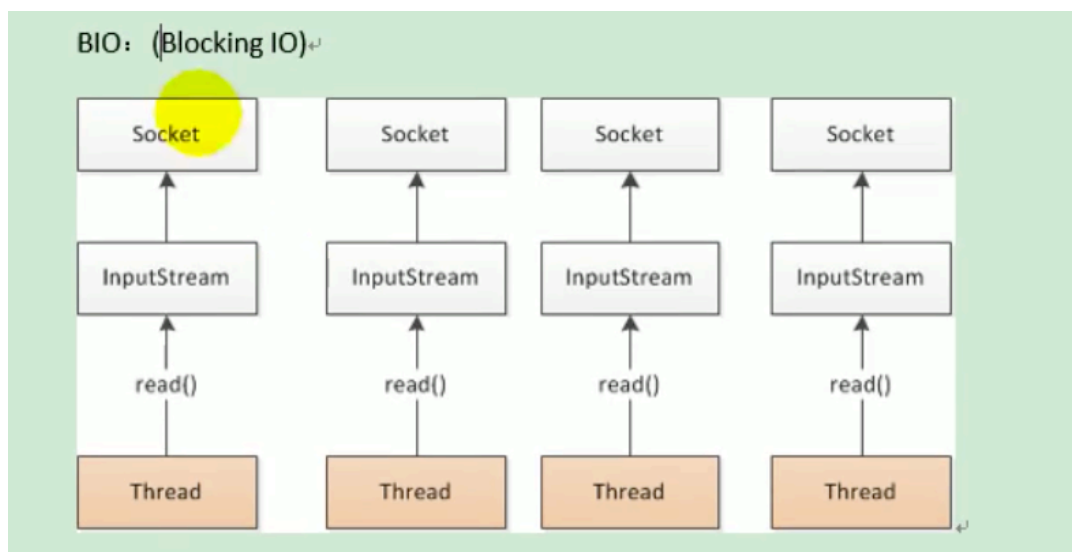 BIO：(Blocking IO)
Socket Socket Socket Socket
InputStream InputStream InputStream InputStream
read() read() read() read()
Thread Thread Thread Thread